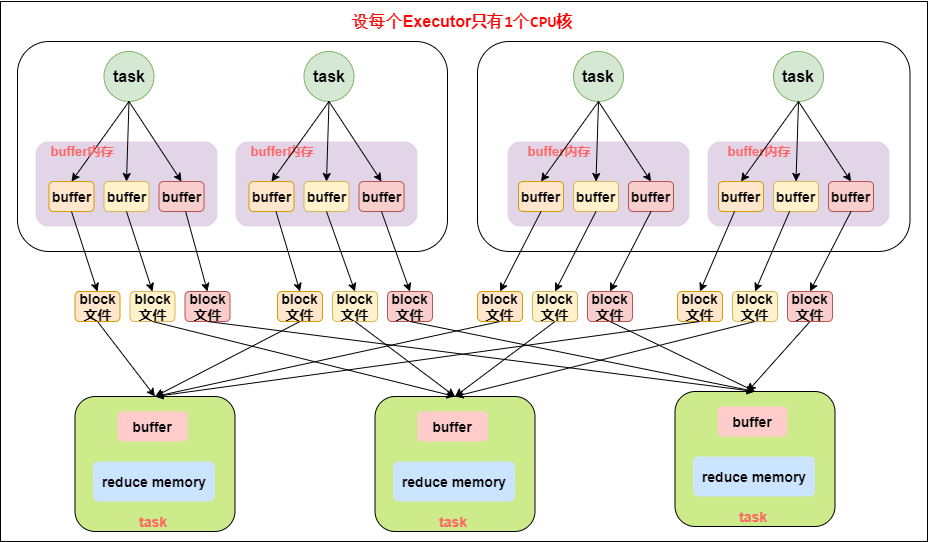 设每个Executor只有1个CPU核
task
task
task
task
buffer内存
buffer内存
buffer内存
buffer内存
buffer
buffer
buffer
buffer
buffer
buffer
buffer
buffer
buffer
buffer
buffer
buffer
block
文件
block
文件
block
文件
block
文件
block
文件
block
文件
block
文件
block
文件
block
文件
block
文件
block
文件
block
文件
buffer
reduce memory
task
buffer
reduce memory
task
buffer
reduce memory
task